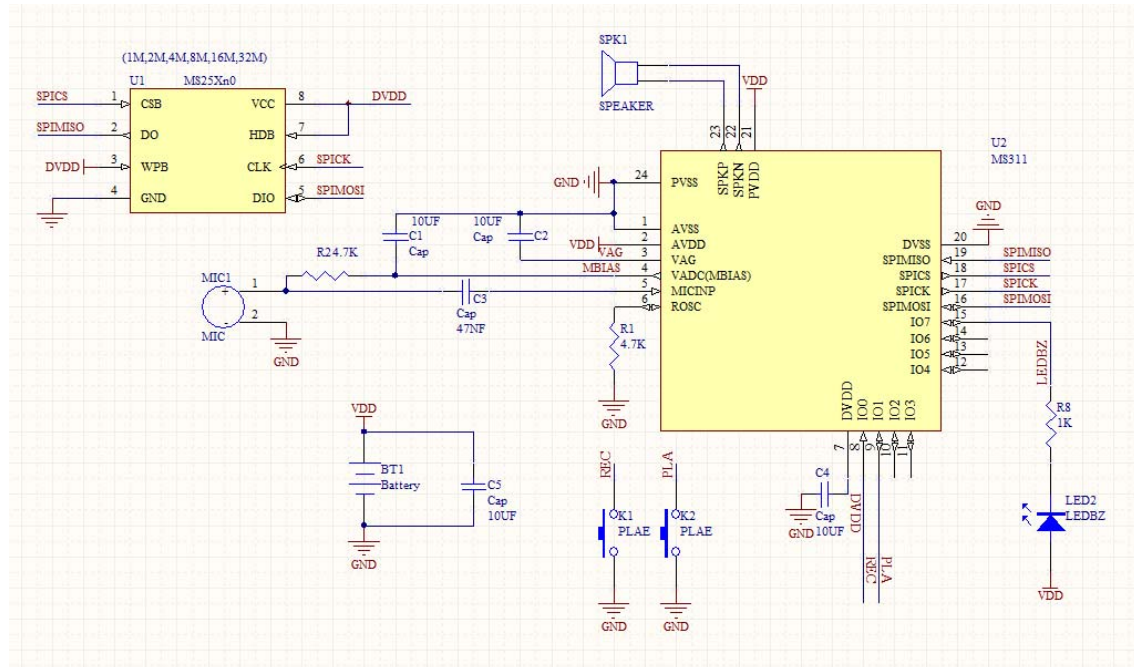 (1M,2M,4M,8M,16M,32M)
U1 MS25Xn0
SPICS 1 CSB VCC 8 DVDD
SPIMISO 2 DO HDB 7
DVDD 3 WPB CLK 6 SPICK
4 GND DIO 5 SPIMOSI
SPK1
SPEAKER
VDD
23 22 21
SPKP SPKN PVDD
U2
MS311
GND 24 PVSS
1 AVSS
VDD 2 AVDD
VAG 3 VAG
MBIAS 4 VADC(MBIAS)
5 MICINP
6 ROSC
10UF
C1
Cap
10UF
Cap
C2
R24.7K
MIC1
1
+
-
2
MIC
GND
C3
Cap
47NF
R1
4.7K
GND
GND
DVSS 20
SPIMISO 19 SPIMISO
SPICS 18 SPICS
SPICK 17 SPICK
SPIMOSI 16 SPIMOSI
IO7 15
IO6 14
IO5 13
IO4 12
LEDBZ
R8
1K
LED2
LEDBZ
VDD
DVDD IO0 IO1 IO2 IO3
7 8 9 10 11
C4
Cap
10UF
GND
DVDD
REC
PLA
VDD
BT1
Battery
C5
Cap
10UF
GND
REC
K1
PLAE
GND
PLA
K2
PLAE
GND